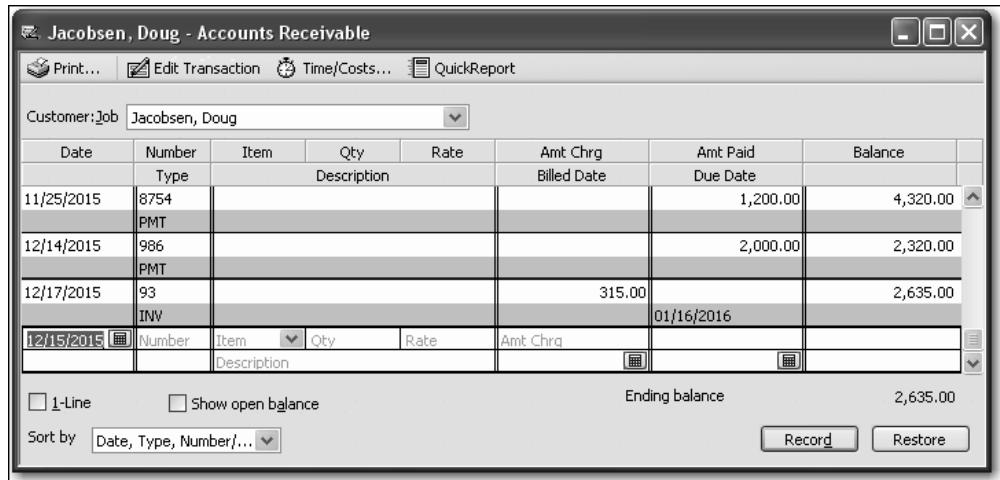 Jacobsen, Doug - Accounts Receivable
Print... Edit Transaction Time/Costs... QuickReport
Customer:Job Jacobsen, Doug
Date Number Item Qty Rate Amt Chrg Amt Paid Balance
Type Description Billed Date Due Date
11/25/2015 8754 1,200.00 4,320.00
PMT
12/14/2015 986 2,000.00 2,320.00
PMT
12/17/2015 93 315.00 2,635.00
INV 01/16/2016
12/15/2015 Number Item Qty Rate Amt Chrg
Description
1-Line Show open balance Ending balance 2,635.00
Sort by Date, Type, Number/... Record Restore